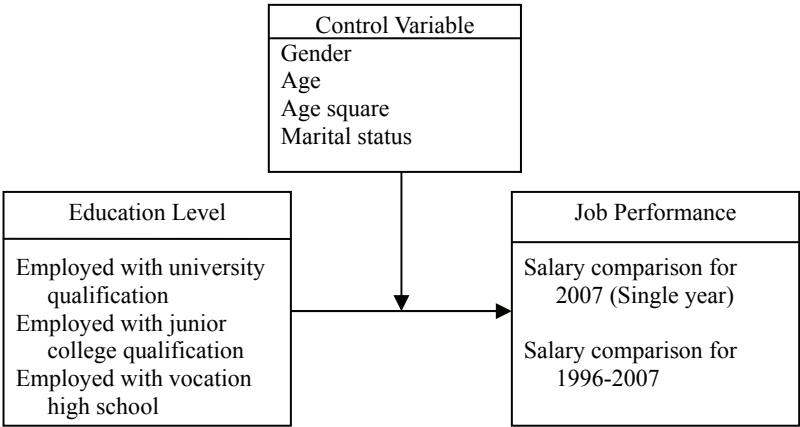 Control Variable
Gender
Age
Age square
Marital status
Education Level
Employed with university
qualification
Employed with junior
college qualification
Employed with vocation
high school
Job Performance
Salary comparison for
2007 (Single year)
Salary comparison for
1996-2007